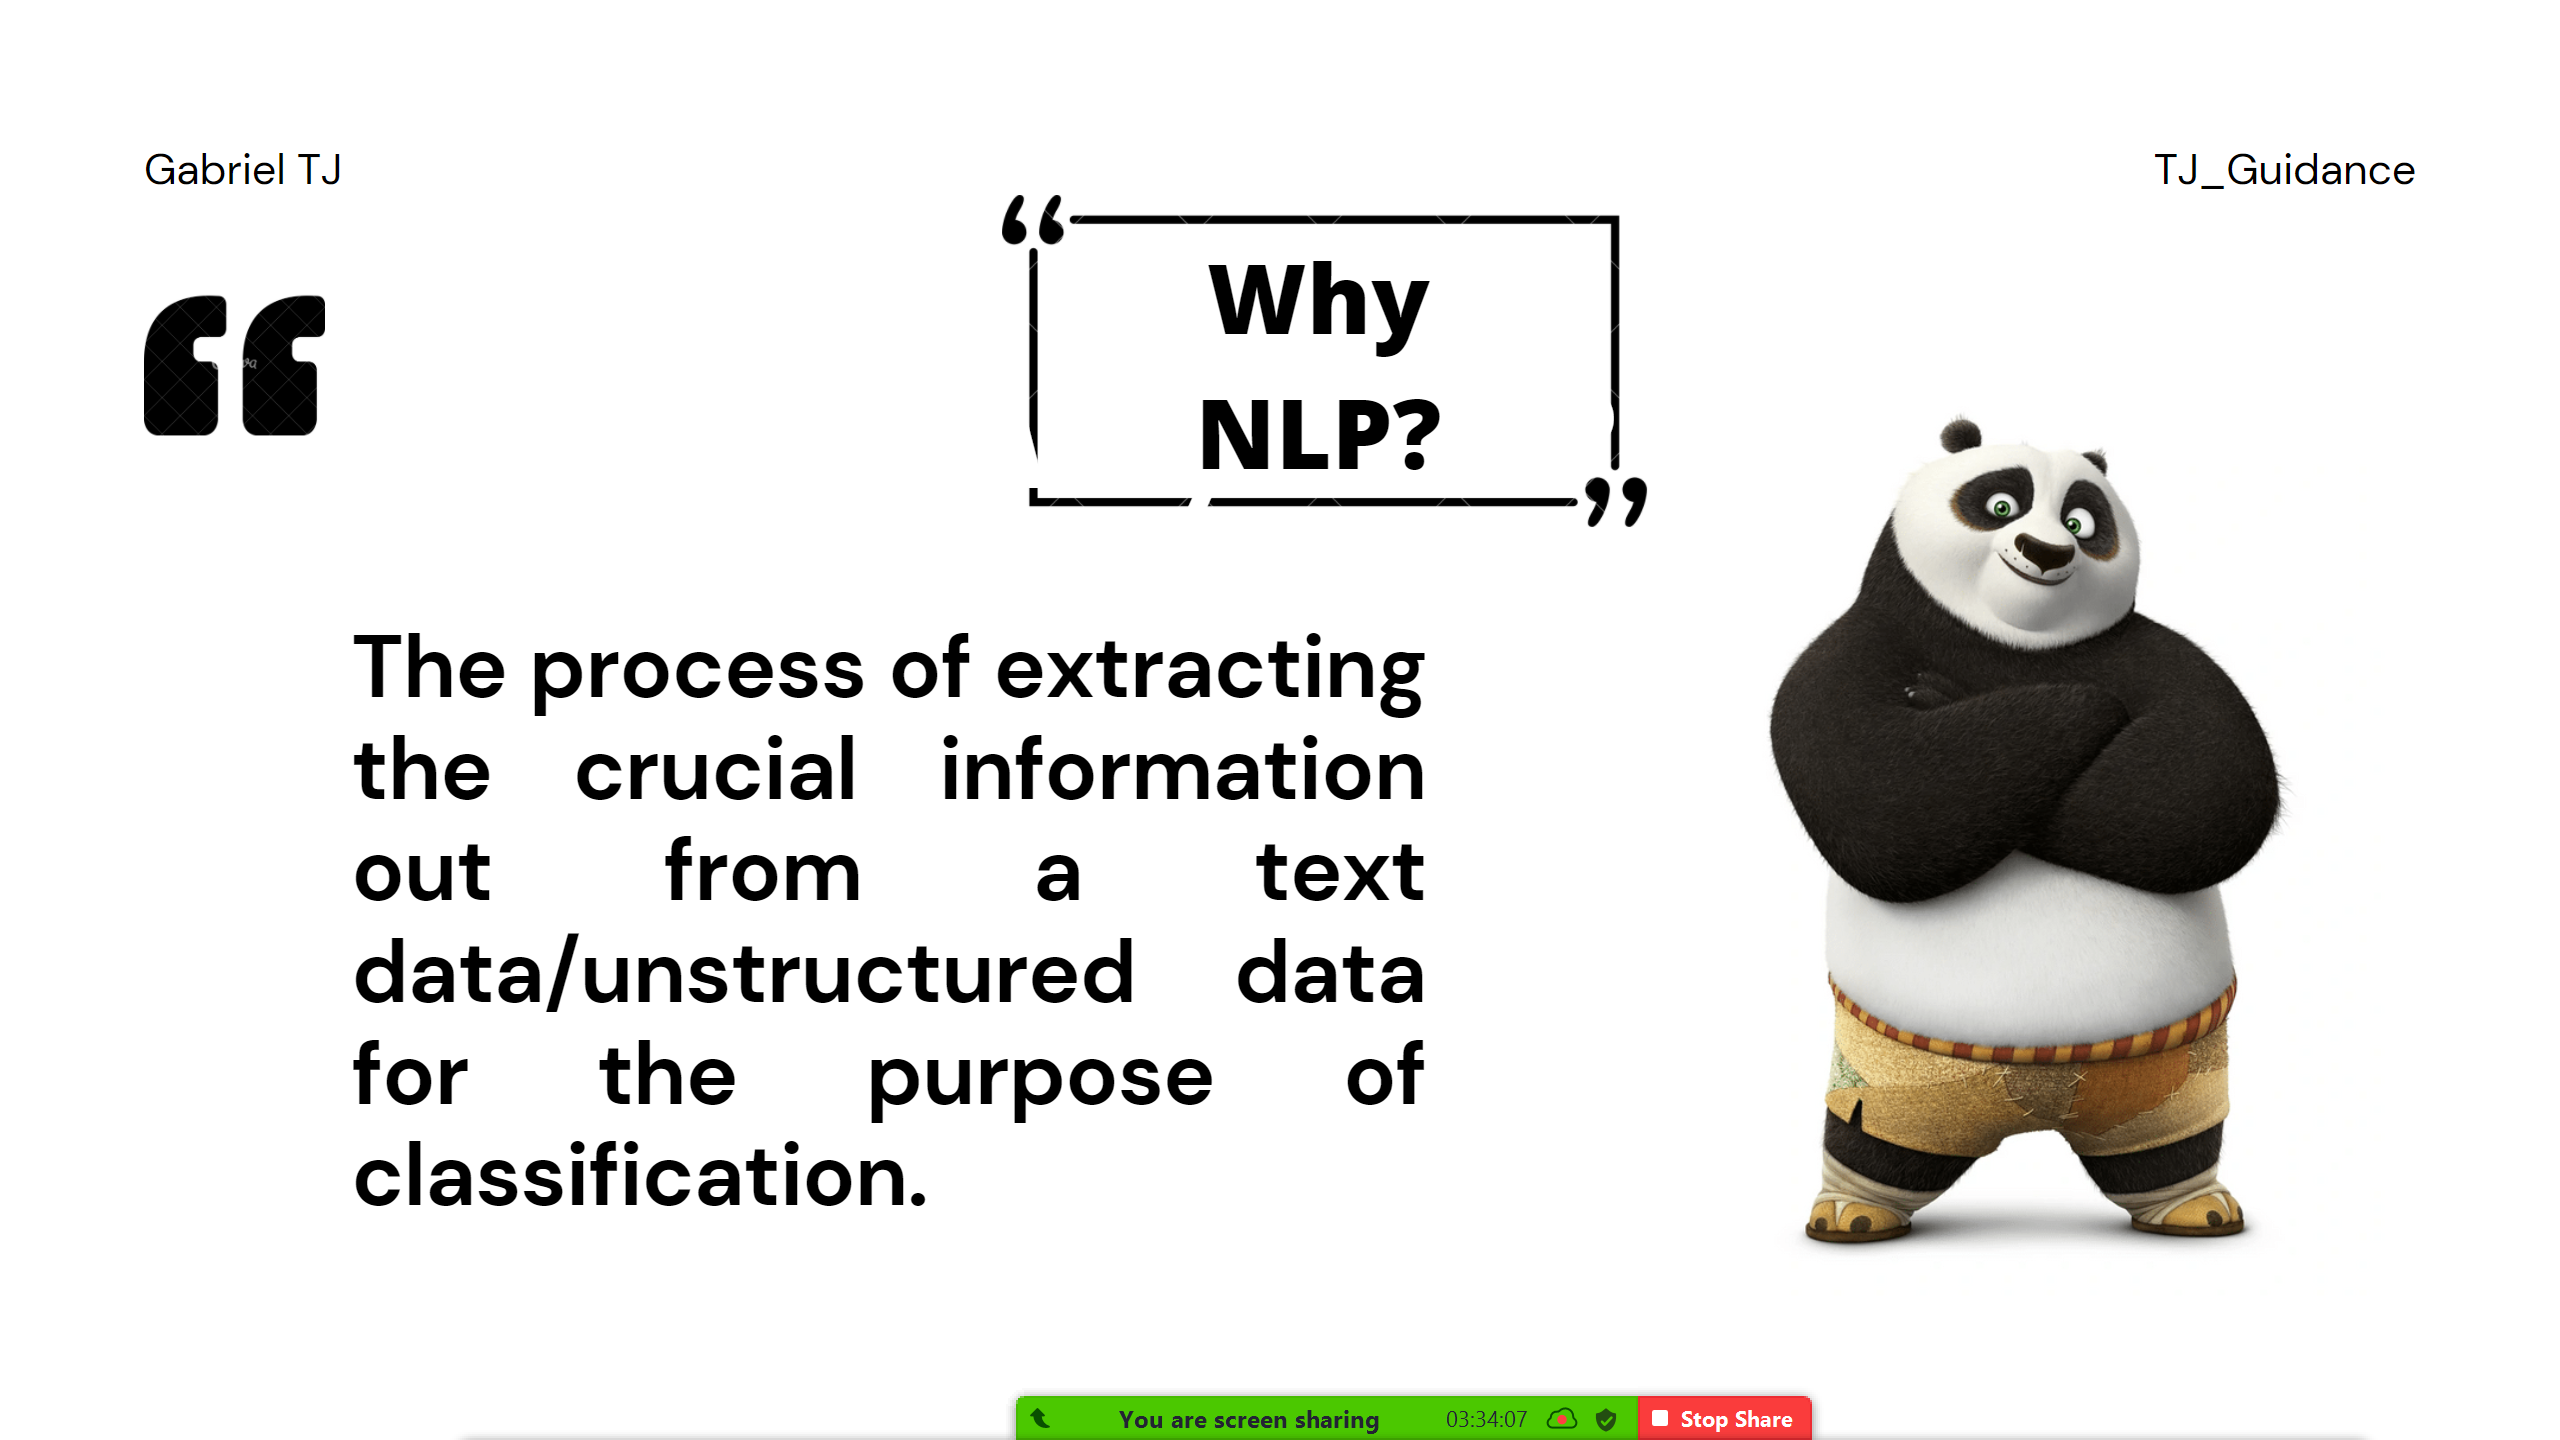 Gabriel TJ
TJ_Guidance
“Why
NLP?”
The process of extracting
the crucial information
out from a text
data/unstructured data
for the purpose of
classification.
You are screen sharing 03:34:07 Stop Share